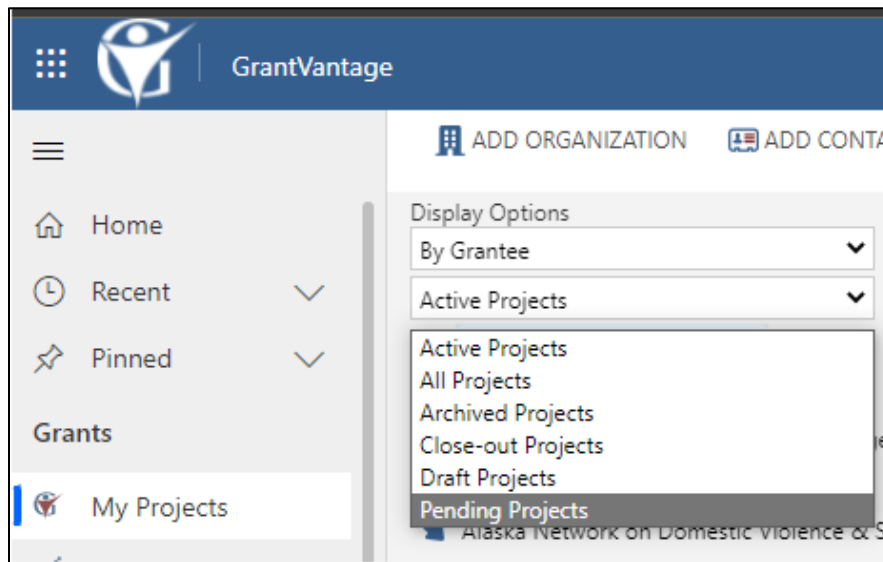 GrantVantage
ADD ORGANIZATION ADD CONTA
Home
Recent
Pinned
Grants
My Projects
Display Options
By Grantee
Active Projects
Active Projects
All Projects
Archived Projects
Close-out Projects
Draft Projects
Pending Projects
Alaska Network on Domestic Violence & S